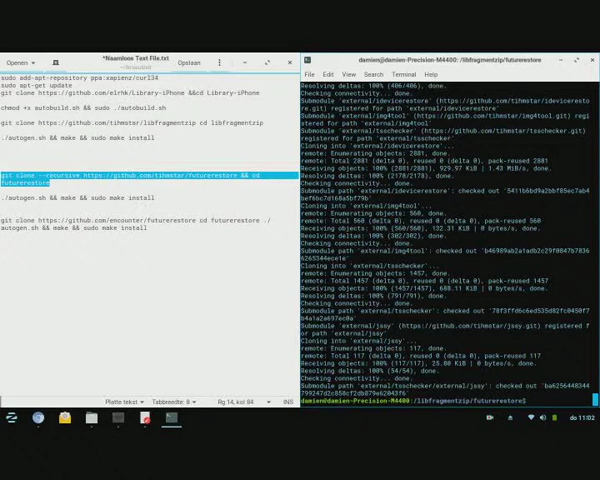 Openen
*Naamloos Text File.txt
Opslaan
sudo add-apt-repository ppa:xapienz/curl34
sudo apt-get update
git clone https://github.com/elrhk/Library-iPhone &&cd Library-iPhone
chmod +x autobuild.sh && sudo ./autobuild.sh
git clone https://github.com/tihmstar/libfragmentzip cd libfragmentzip
./autogen.sh && make && sudo make install
git clone --recursive https://github.com/tihmstar/futurerestore && cd
futurerestore
./autogen.sh && make && sudo make install
git clone https://github.com/encounter/futurerestore cd futurerestore ./
autogen.sh && make && sudo make install
Platte tekst
Tabbreedte: 8
Rg 14, kol 84
INS
damien@damien-Precision-M4400: /libfragmentzip/futurerestore
File Edit View Search Terminal Help
Resolving deltas: 100% (406/406), done.
Checking connectivity... done.
Submodule 'external/idevicerestore' (https://github.com/tihmstar/ideviceresto
re.git) registered for path 'external/idevicerestore'
Submodule 'external/img4tool' (https://github.com/tihmstar/img4tool.git) regi
stered for path 'external/img4tool'
Submodule 'external/tsschecker' (https://github.com/tihmstar/tsschecker.git)
registered for path 'external/tsschecker'
Cloning into 'external/idevicerestore'...
remote: Enumerating objects: 2881, done.
remote: Total 2881 (delta 0), reused 0 (delta 0), pack-reused 2881
Receiving objects: 100% (2881/2881), 929.97 KiB | 1.43 MiB/s, done.
Resolving deltas: 100% (2178/2178), done.
Checking connectivity... done.
Submodule path 'external/idevicerestore': checked out
Cloning into 'external/img4tool'...
remote: Enumerating objects: 560, done.
remote: Total 560 (delta 0), reused 0 (delta 0), pack-reused 560
Receiving objects: 100% (560/560), 132.31 KiB | 0 bytes/s, done.
Resolving deltas: 100% (302/302), done.
Checking connectivity... done.
Submodule path 'external/img4tool': checked out
Cloning into 'external/tsschecker'...
remote: Enumerating objects: 1457, done.
remote: Total 1457 (delta 0), reused 0 (delta 0), pack-reused 1457
Receiving objects: 100% (1457/1457), 688.11 KiB | 0 bytes/s, done.
Resolving deltas: 100% (791/791), done.
Checking connectivity... done.
Submodule path 'external/tsschecker': checked out
Submodule 'external/jssy' (https://github.com/tihmstar/jssy.git) registered f
or path 'external/jssy'
Cloning into 'external/jssy'...
remote: Enumerating objects: 117, done.
remote: Total 117 (delta 0), reused 0 (delta 0), pack-reused 117
Receiving objects: 100% (117/117), 25.00 KiB | 0 bytes/s, done.
Resolving deltas: 100% (54/54), done.
Checking connectivity... done.
Submodule path 'external/tsschecker/external/jssy': checked out
damien@damien-Precision-M4400:/libfragmentzip/futurerestore$
do 11:02